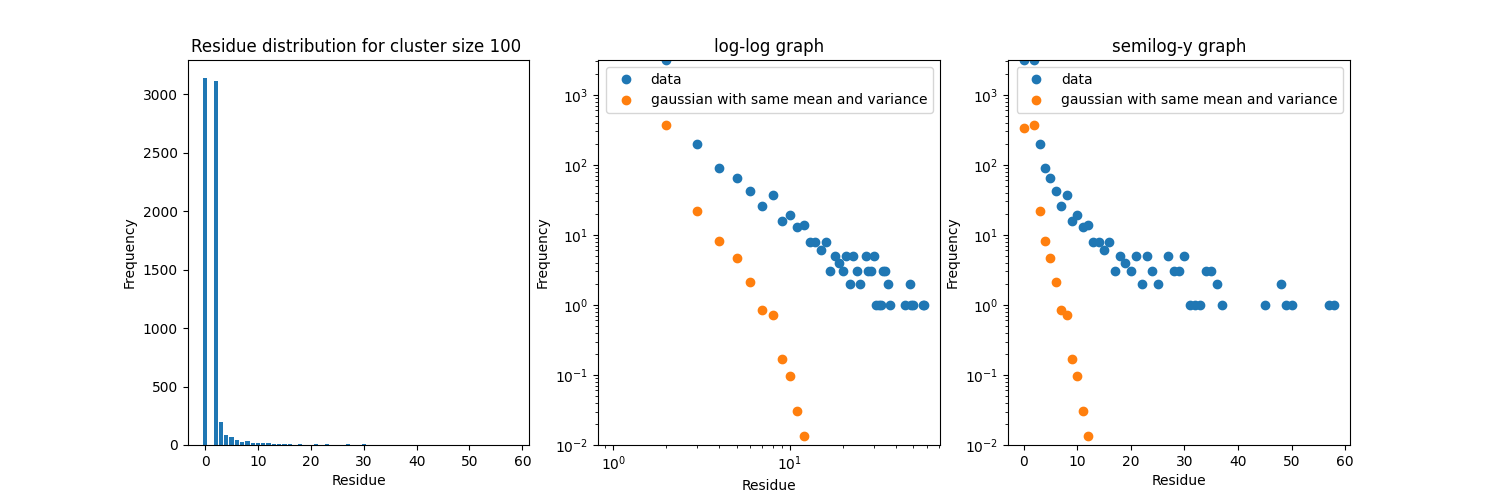 Residue distribution for cluster size 100
Frequency
3000
2500
2000
1500
1000
500
0
0 10 20 30 40 50 60
Residue
log-log graph
data
gaussian with same mean and variance
Frequency
10³
10²
10¹
10⁰
10⁻¹
10⁻²
10⁰ 10¹
Residue
semilog-y graph
data
gaussian with same mean and variance
Frequency
10³
10²
10¹
10⁰
10⁻¹
10⁻²
0 10 20 30 40 50 60
Residue